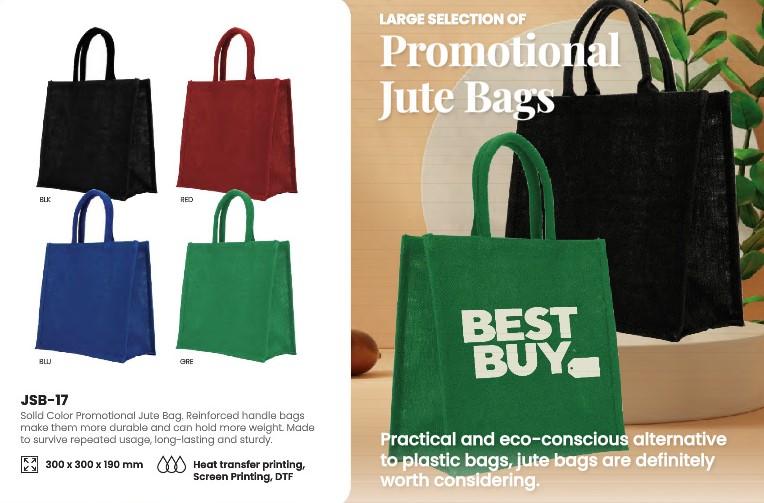 BLK
RED
BLU
GRE
JSB-17
Solid Color Promotional Jute Bag. Reinforced handle bags
make them more durable and can hold more weight. Made
to survive repeated usage, long-lasting and sturdy.
300 x 300 x 190 mm
Heat transfer printing,
Screen Printing, DTF
LARGE SELECTION OF
Promotional
Jute Bags
BEST
BUY
Practical and eco-conscious alternative
to plastic bags, jute bags are definitely
worth considering.